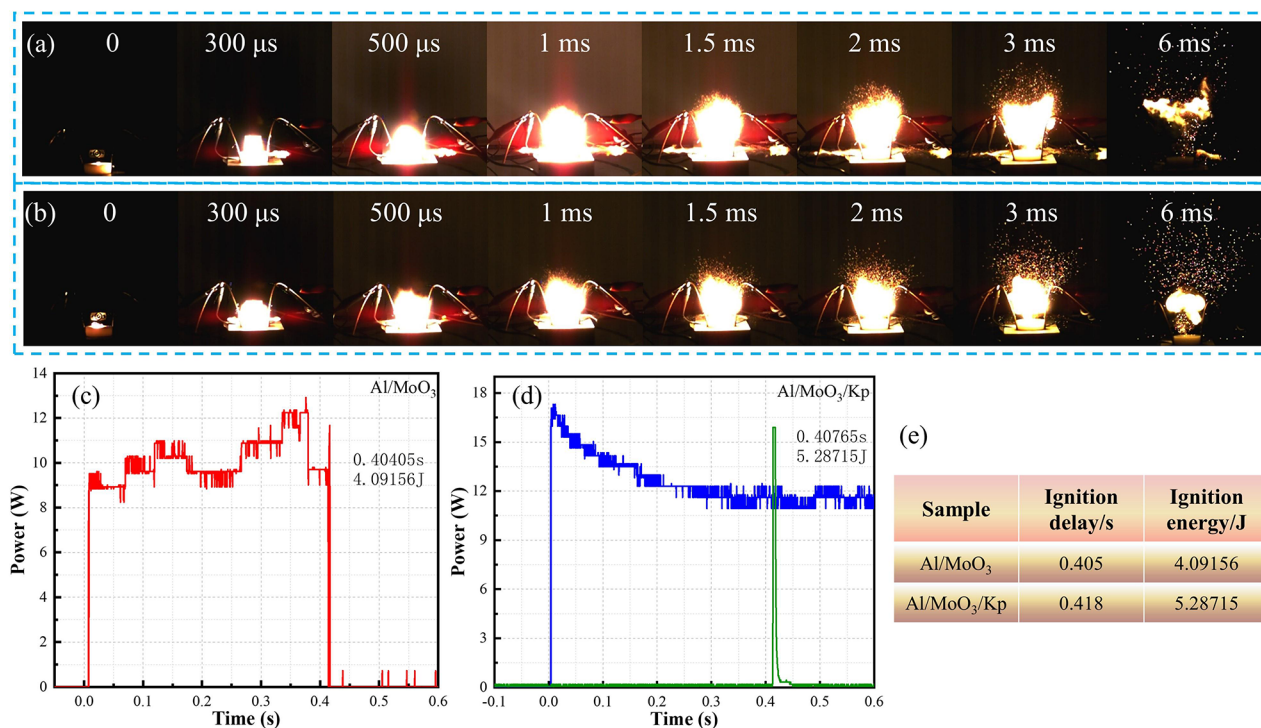 (a) 0 300 μs 500 μs 1 ms 1.5 ms 2 ms 3 ms 6 ms
(b) 0 300 μs 500 μs 1 ms 1.5 ms 2 ms 3 ms 6 ms
(c)
Al/MoO₃
0.40405s
4.09156J
Power (W)
14
12
10
8
6
4
2
0
0.0 0.1 0.2 0.3 0.4 0.5 0.6
Time (s)
(d)
Al/MoO₃/Kp
0.40765s
5.28715J
Power (W)
18
15
12
9
6
3
0
-0.1 0.0 0.1 0.2 0.3 0.4 0.5 0.6
Time (s)
(e)
Sample Ignition delay/s Ignition energy/J
Al/MoO₃ 0.405 4.09156
Al/MoO₃/Kp 0.418 5.28715